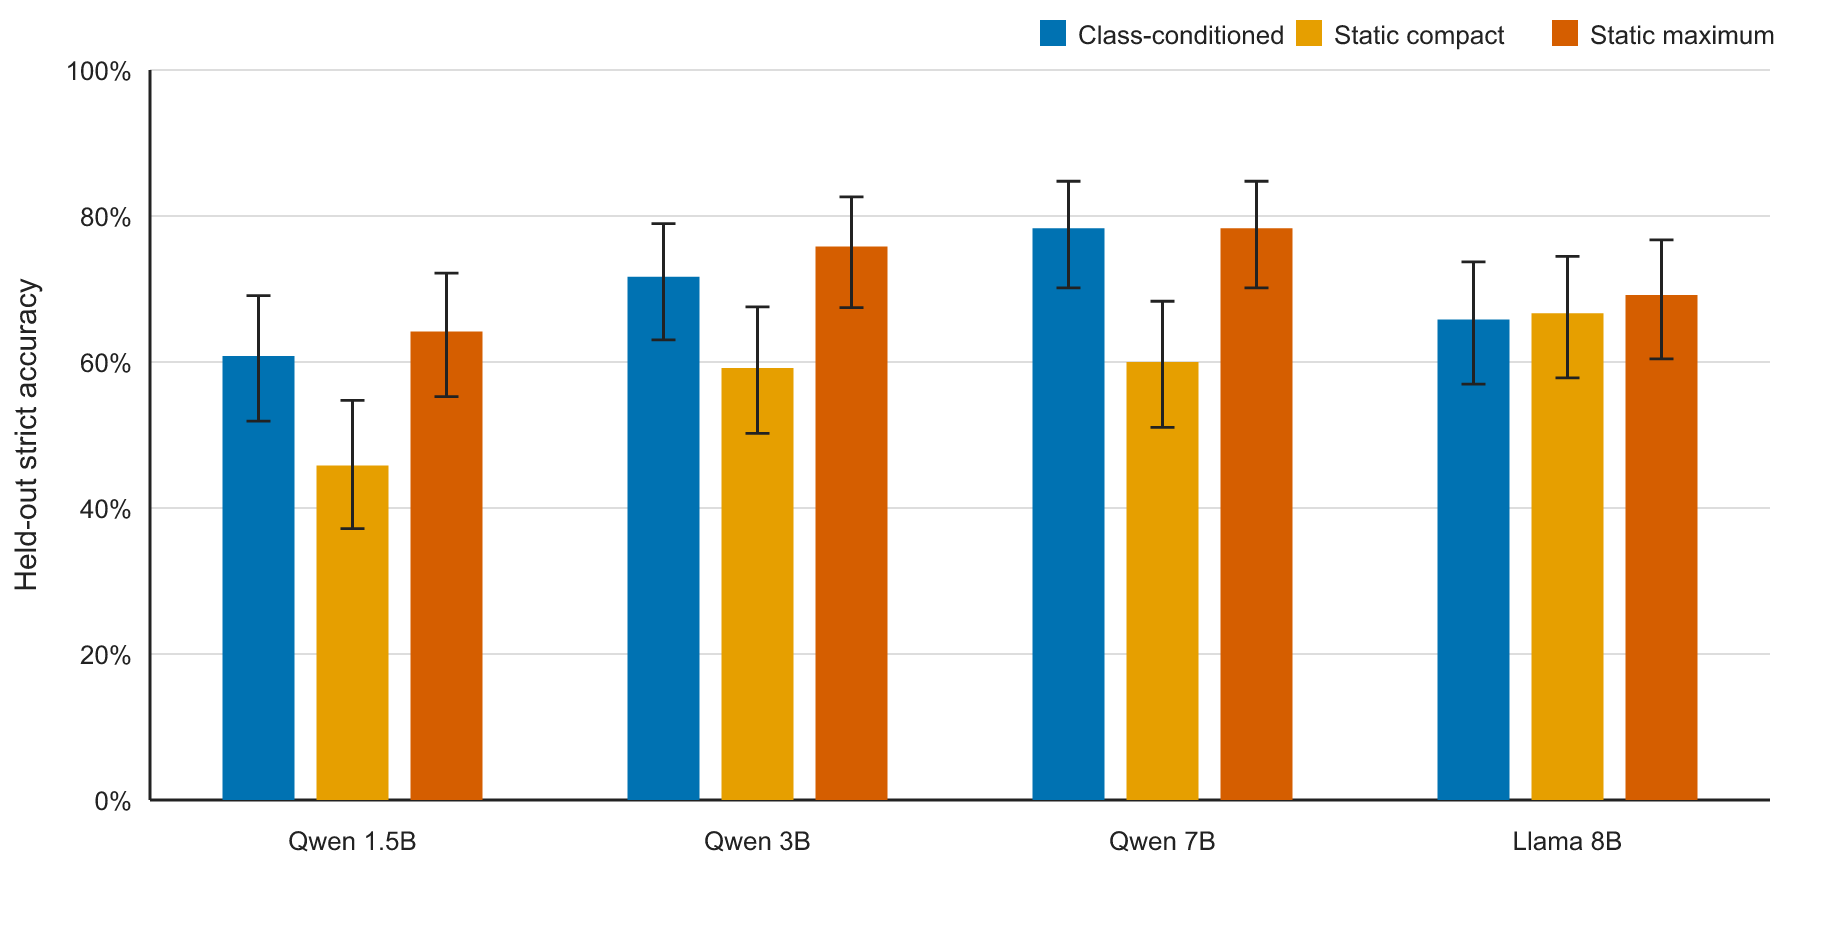 Class-conditioned Static compact Static maximum
100%
80%
60%
40%
20%
0%
Held-out strict accuracy
Qwen 1.5B Qwen 3B Qwen 7B Llama 8B